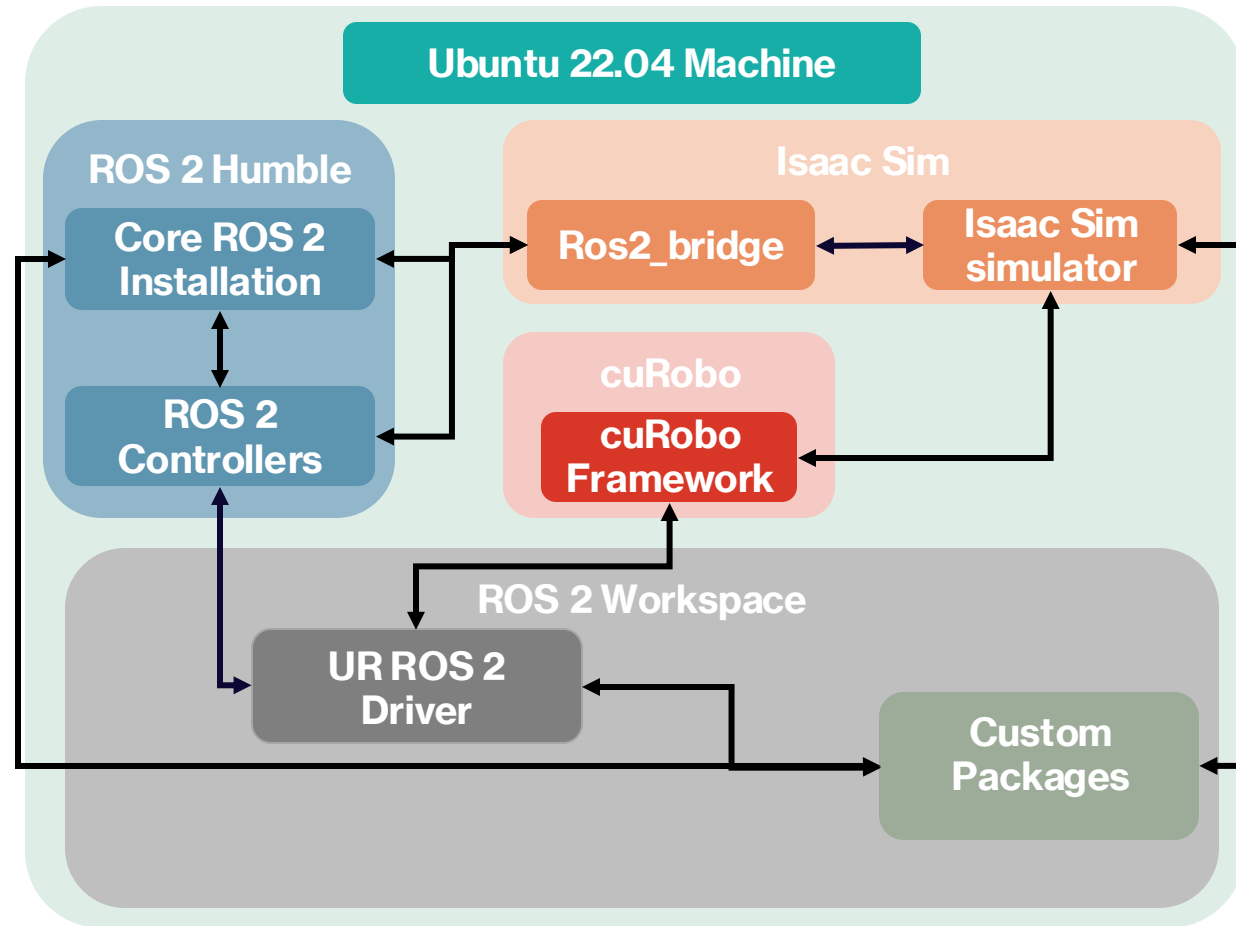 Ubuntu 22.04 Machine
ROS 2 Humble
Core ROS 2
Installation
ROS 2
Controllers
Isaac Sim
Ros2_bridge
Isaac Sim
simulator
cuRobo
cuRobo
Framework
ROS 2 Workspace
UR ROS 2
Driver
Custom
Packages